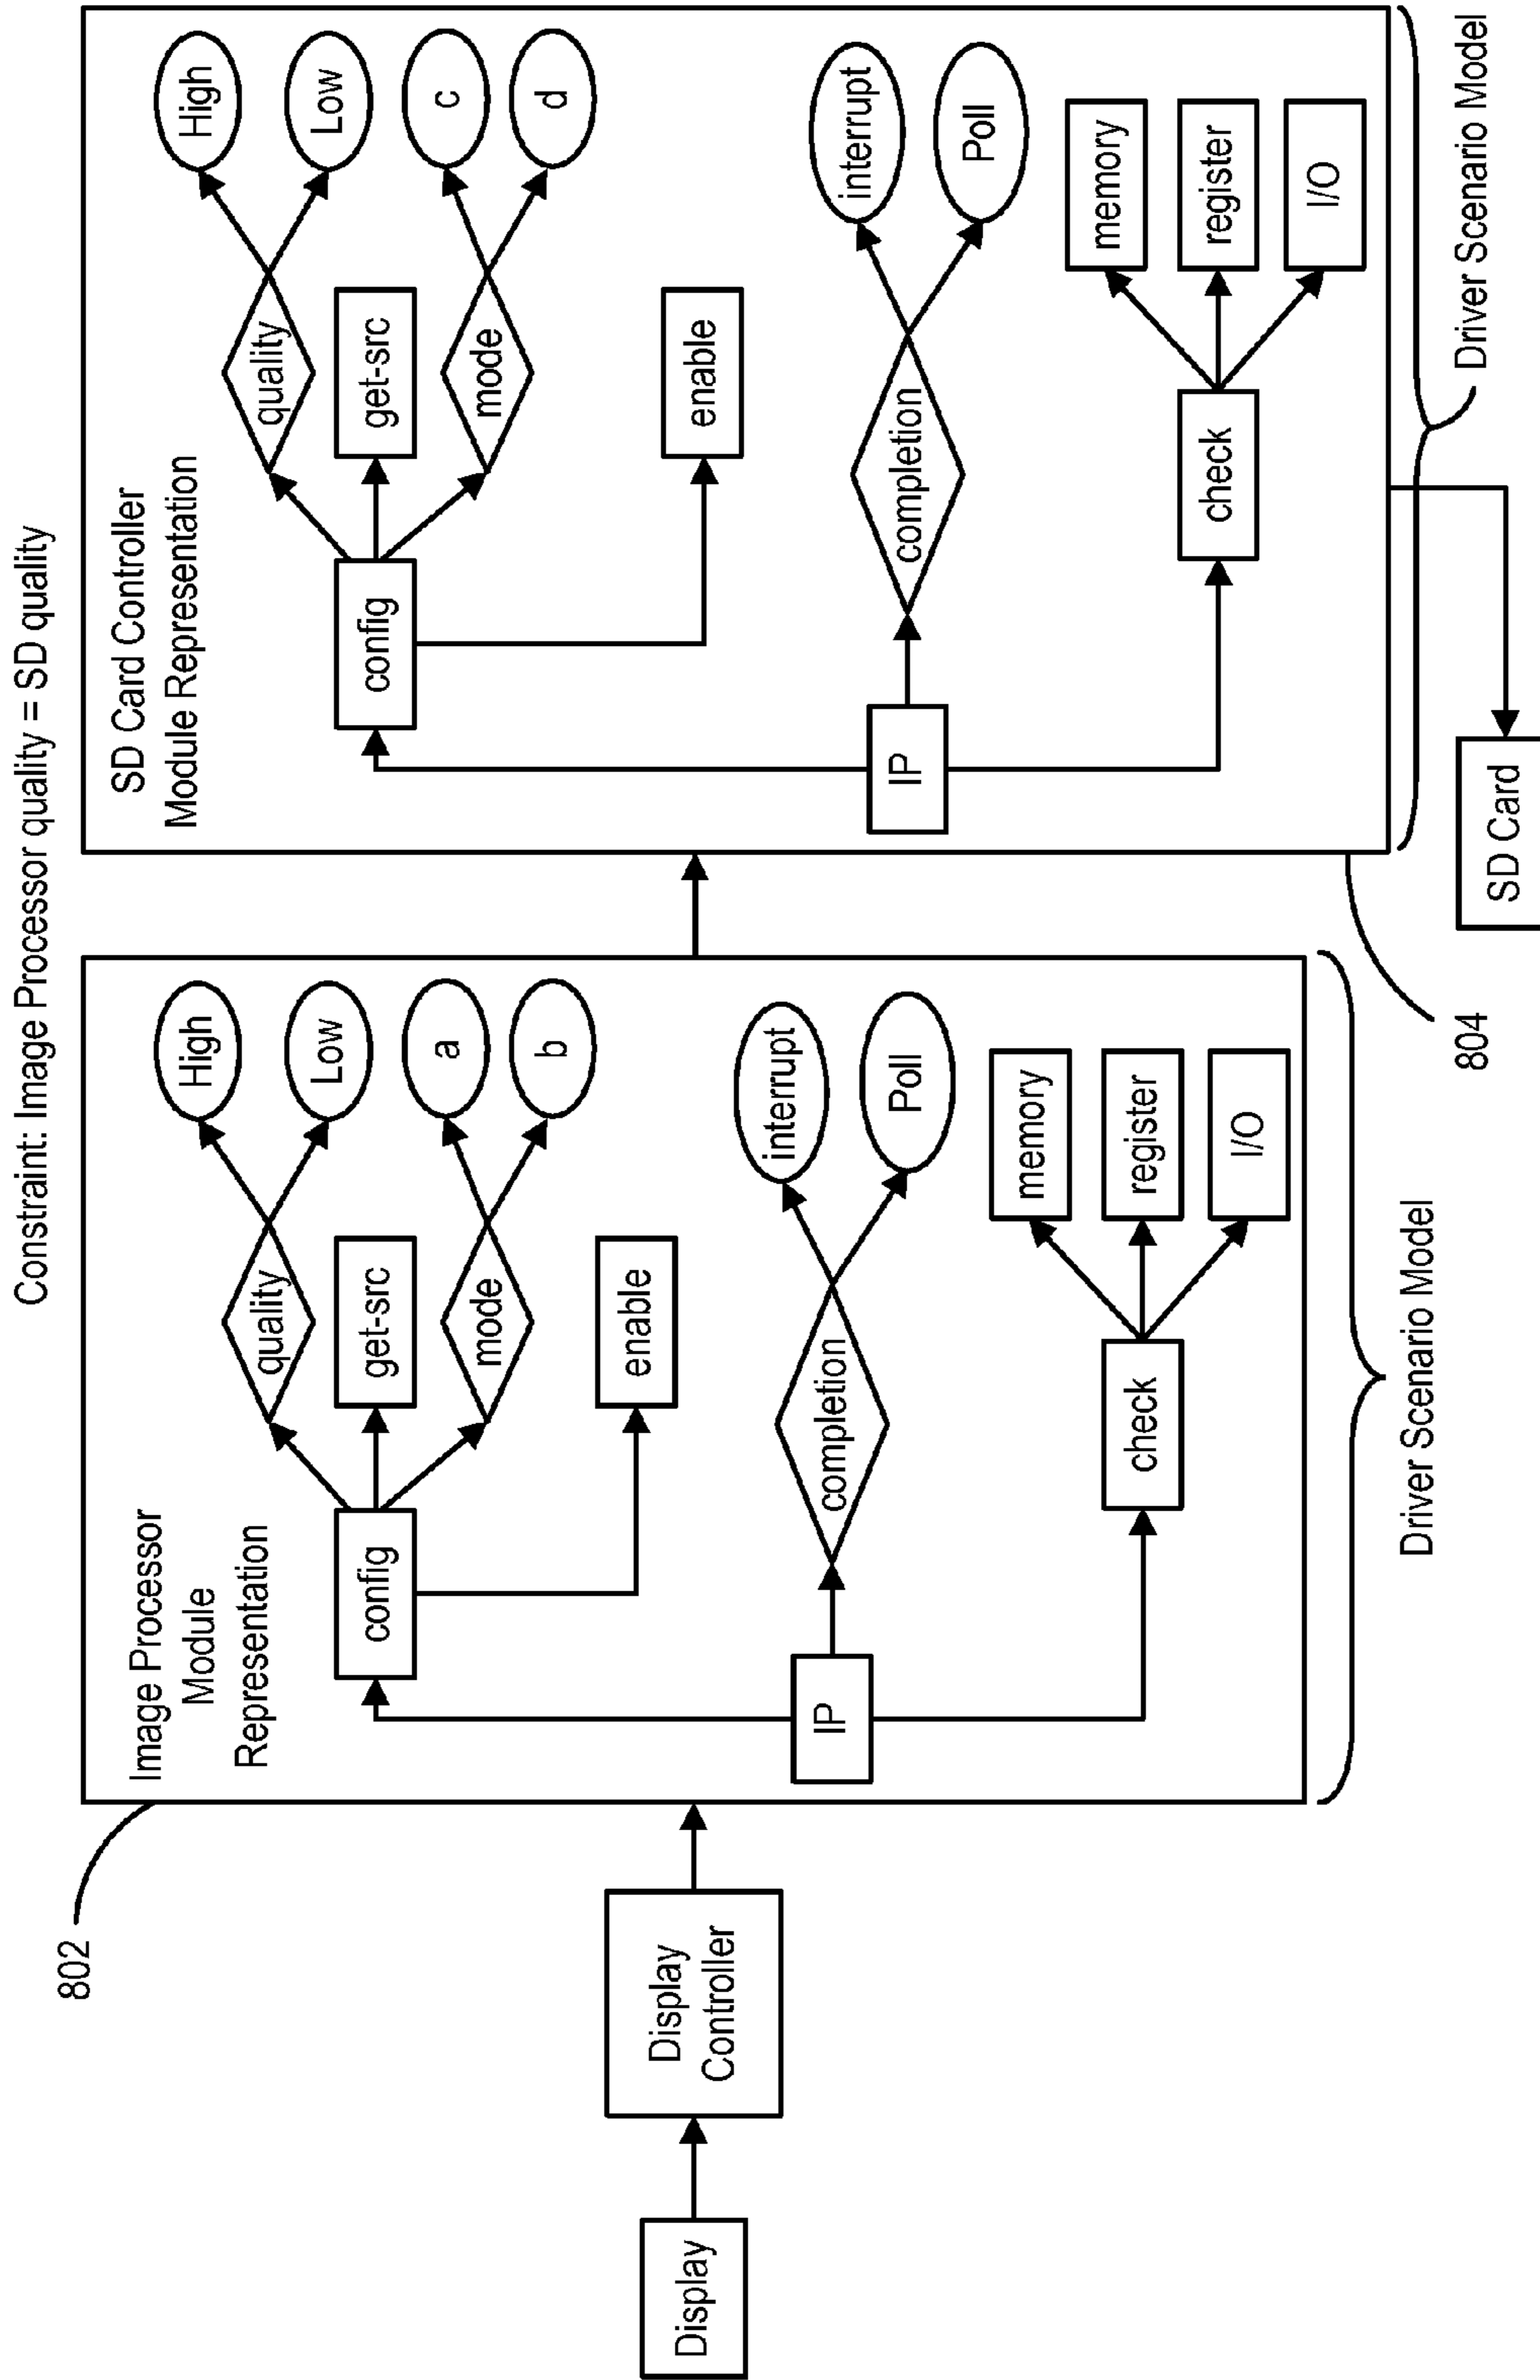 Constraint: Image Processor quality = SD quality
802
Display
Display
Controller
Image Processor
Module
Representation
IP
config
quality
High
Low
get-src
mode
a
b
enable
completion
interrupt
Poll
check
memory
register
I/O
Driver Scenario Model
SD Card Controller
Module Representation
IP
config
quality
High
Low
get-src
mode
c
d
enable
completion
interrupt
Poll
check
memory
register
I/O
804
SD Card
Driver Scenario Model